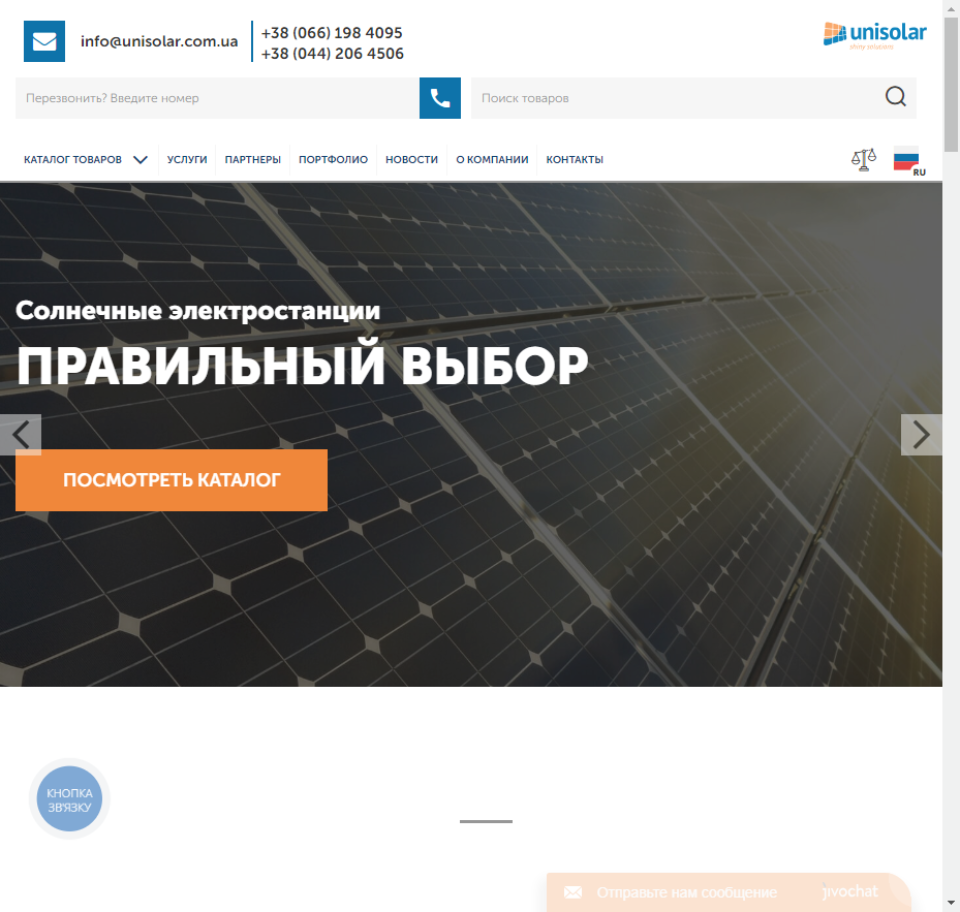 info@unisolar.com.ua
+38 (066) 198 4095
+38 (044) 206 4506
unisolar
shiny solutions
Перезвонить? Введите номер
Поиск товаров
КАТАЛОГ ТОВАРОВ
УСЛУГИ
ПАРТНЕРЫ
ПОРТФОЛИО
НОВОСТИ
О КОМПАНИИ
КОНТАКТЫ
RU
Солнечные электростанции
ПРАВИЛЬНЫЙ ВЫБОР
ПОСМОТРЕТЬ КАТАЛОГ
КНОПКА
ЗВ'ЯЗКУ
Отправьте нам сообщение
jivochat